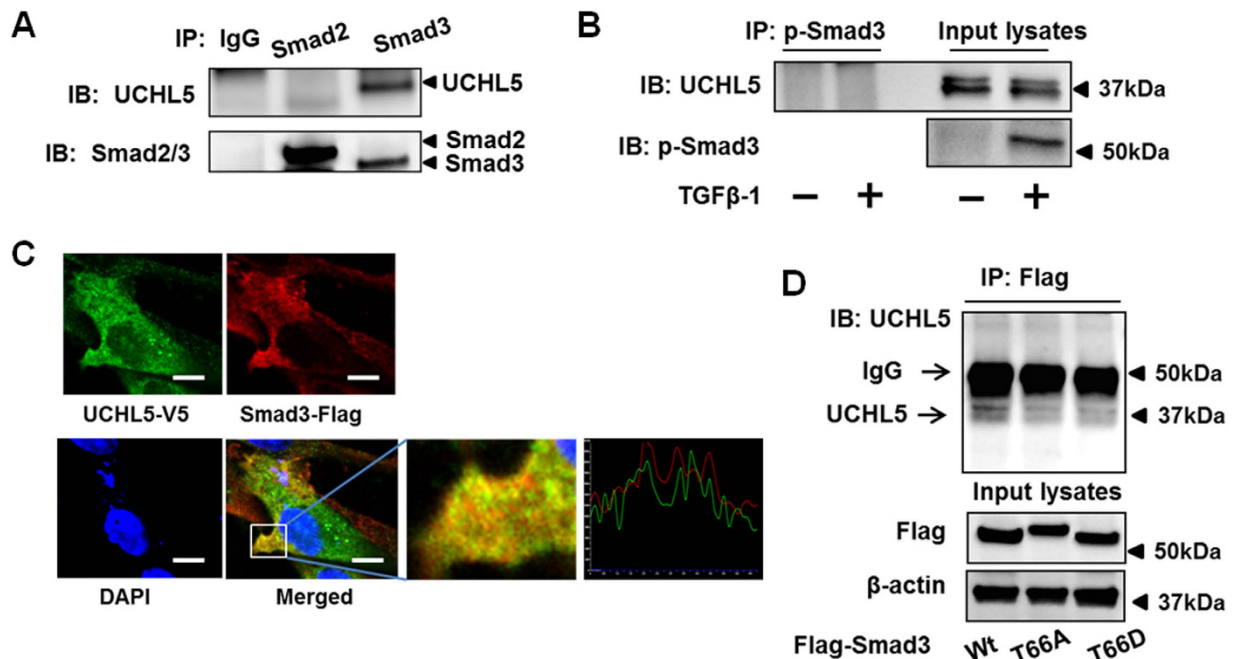 A
IP: IgG Smad2 Smad3
IB: UCHL5
UCHL5
IB: Smad2/3
Smad2
Smad3
B
IP: p-Smad3 Input lysates
IB: UCHL5
37kDa
IB: p-Smad3
50kDa
TGFβ-1 − + − +
C
UCHL5-V5 Smad3-Flag
DAPI Merged
D
IP: Flag
IB: UCHL5
IgG
50kDa
UCHL5
37kDa
Input lysates
Flag
50kDa
β-actin
37kDa
Flag-Smad3 Wt T66A T66D